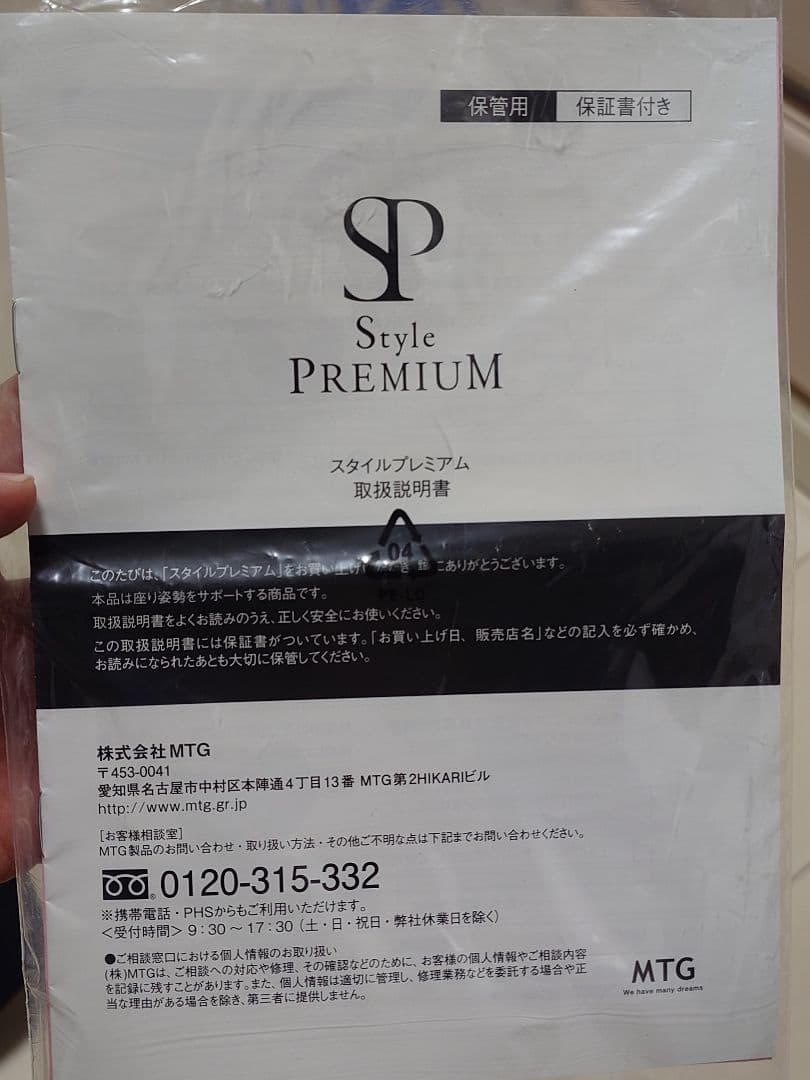 保管用 保証書付き
SP
Style
PREMIUM
スタイルプレミアム
取扱説明書
04
PE-LD
このたびは、「スタイルプレミアム」をお買い上げ にありがとうございます。
本品は座り姿勢をサポートする商品です。
取扱説明書をよくお読みのうえ、正しく安全にお使いください。
この取扱説明書には保証書がついています。「お買い上げ日、販売店名」などの記入を必ず確かめ、
お読みになられたあとも大切に保管してください。
株式会社MTG
〒453-0041
愛知県名古屋市中村区本陣通4丁目13番 MTG第2HIKARIビル
http://www.mtg.gr.jp
[お客様相談室]
MTG製品のお問い合わせ・取り扱い方法・その他ご不明な点は下記までお問い合わせください。
0120-315-332
※携帯電話・PHSからもご利用いただけます。
＜受付時間＞9：30～17：30（土・日・祝日・弊社休業日を除く）
●ご相談窓口における個人情報のお取り扱い
(株)MTGは、ご相談への対応や修理、その確認などのために、お客様の個人情報やご相談内容
を記録に残すことがあります。また、個人情報は適切に管理し、修理業務などを委託する場合や正
当な理由がある場合を除き、第三者に提供しません。
MTG
We have many dreams